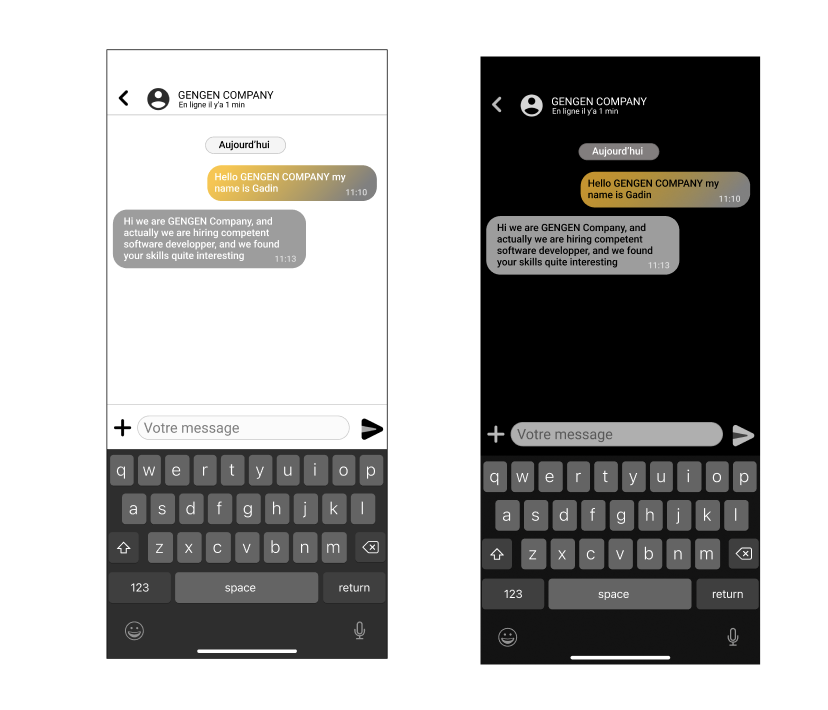 GENGEN COMPANY
En ligne il y'a 1 min
Aujourd'hui
Hello GENGEN COMPANY my
name is Gadin
11:10
Hi we are GENGEN Company, and
actually we are hiring competent
software developper, and we found
your skills quite interesting
11:13
Votre message
q w e r t y u i o p
a s d f g h j k l
z x c v b n m
123 space return
GENGEN COMPANY
En ligne il y'a 1 min
Aujourd'hui
Hello GENGEN COMPANY my
name is Gadin
11:10
Hi we are GENGEN Company, and
actually we are hiring competent
software developper, and we found
your skills quite interesting
11:13
Votre message
q w e r t y u i o p
a s d f g h j k l
z x c v b n m
123 space return